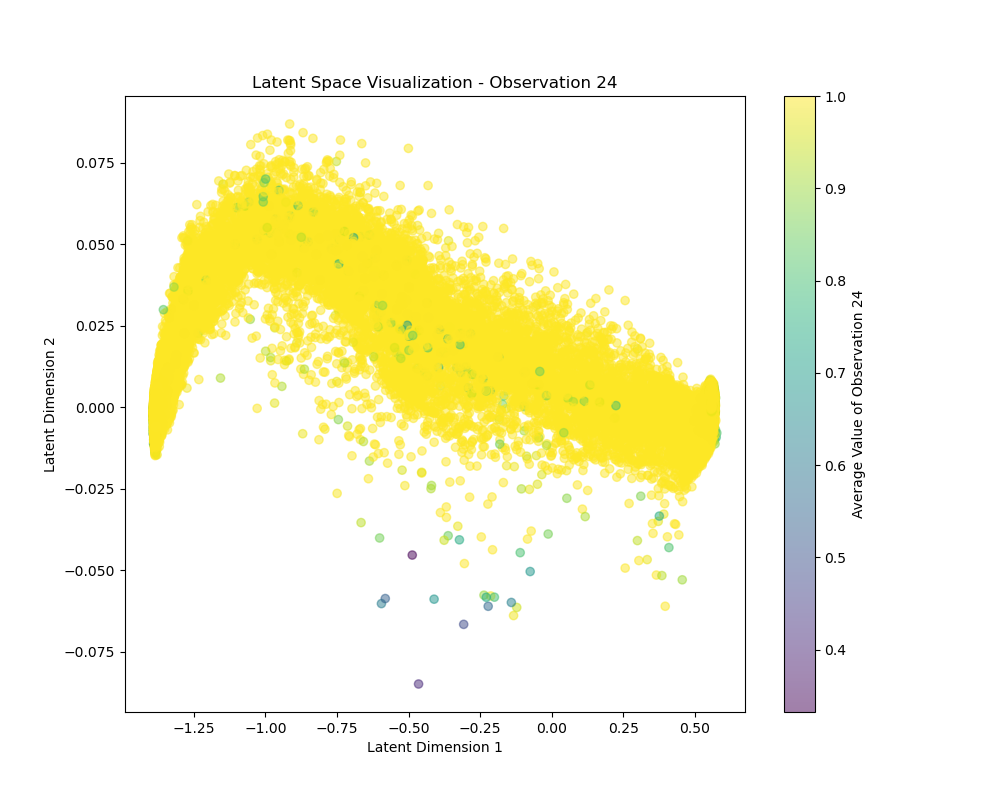 Latent Space Visualization - Observation 24
0.075
0.050
0.025
0.000
−0.025
−0.050
−0.075
Latent Dimension 2
−1.25 −1.00 −0.75 −0.50 −0.25 0.00 0.25 0.50
Latent Dimension 1
1.0
0.9
0.8
0.7
0.6
0.5
0.4
Average Value of Observation 24